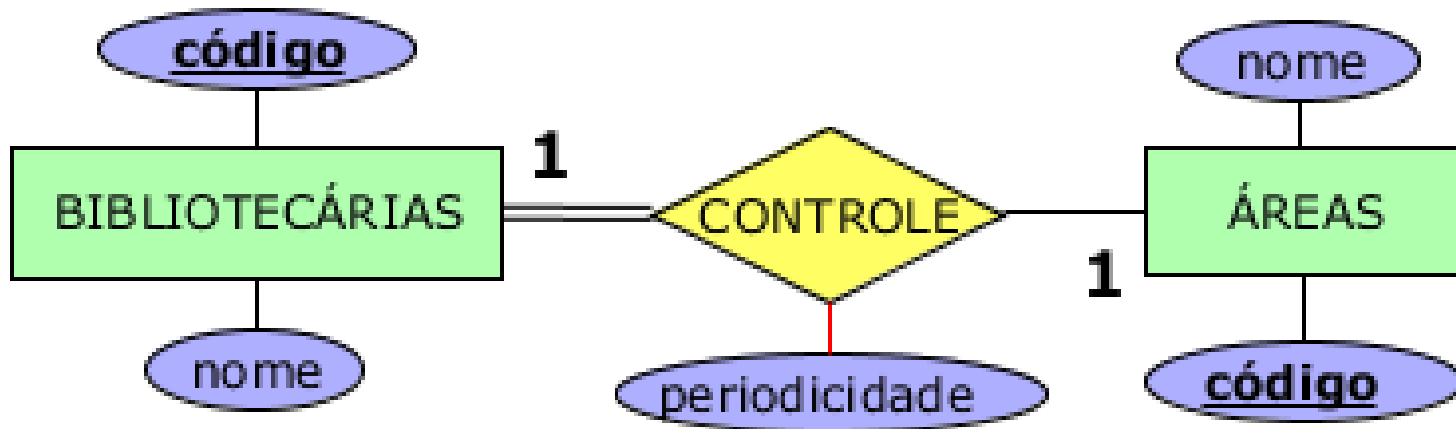 código
nome
1
BIBLIOTECÁRIAS
CONTROLE
ÁREAS
1
nome
periodicidade
código